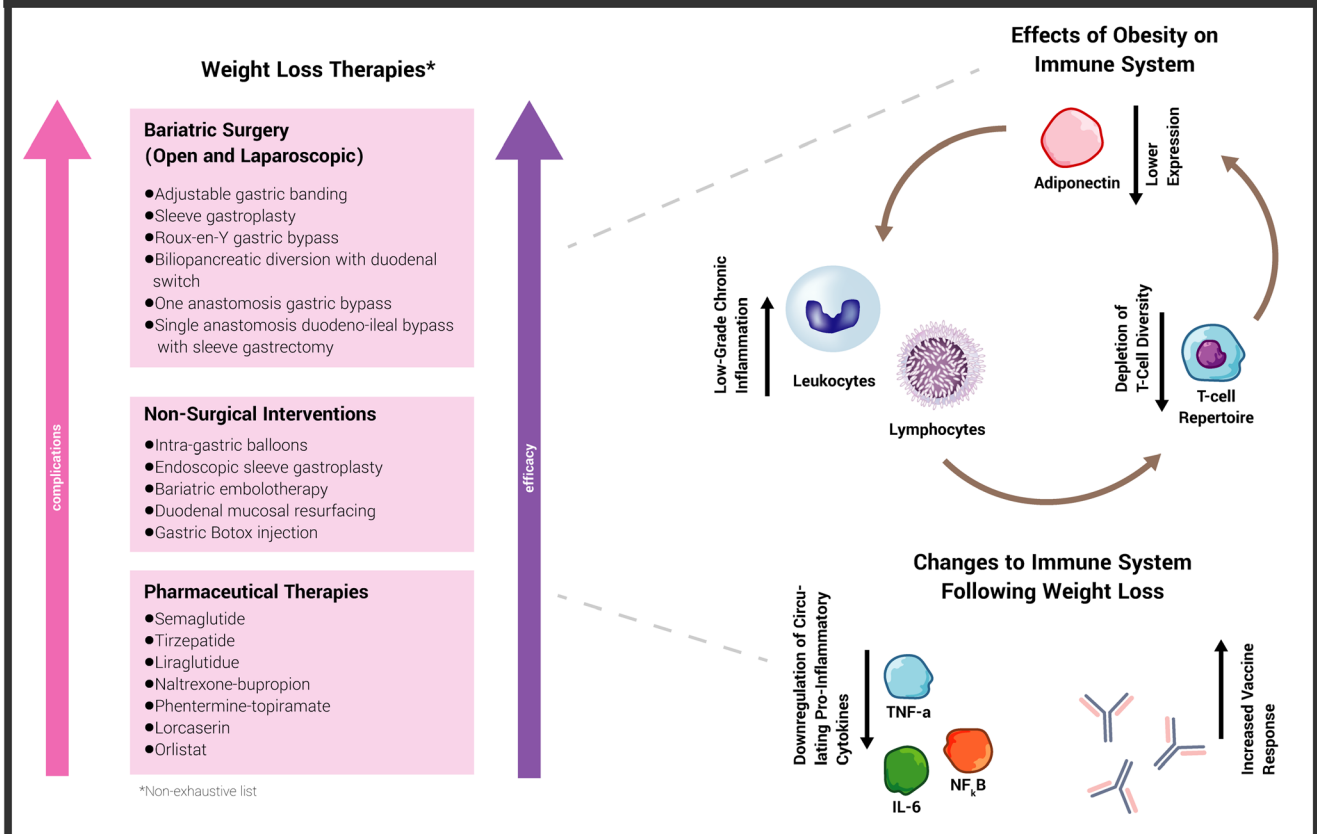 Weight Loss Therapies*
complications
Bariatric Surgery
(Open and Laparoscopic)
●Adjustable gastric banding
●Sleeve gastroplasty
●Roux-en-Y gastric bypass
●Biliopancreatic diversion with duodenal
switch
●One anastomosis gastric bypass
●Single anastomosis duodeno-ileal bypass
with sleeve gastrectomy
Non-Surgical Interventions
●Intra-gastric balloons
●Endoscopic sleeve gastroplasty
●Bariatric embolotherapy
●Duodenal mucosal resurfacing
●Gastric Botox injection
Pharmaceutical Therapies
●Semaglutide
●Tirzepatide
●Liraglutidue
●Naltrexone-bupropion
●Phentermine-topiramate
●Lorcaserin
●Orlistat
*Non-exhaustive list
efficacy
Effects of Obesity on
Immune System
Adiponectin
Lower
Expression
Low-Grade Chronic
Inflammation
Leukocytes
Lymphocytes
Depletion of
T-Cell Diversity
T-cell
Repertoire
Changes to Immune System
Following Weight Loss
Downregulation of Circu-
lating Pro-Inflammatory
Cytokines
TNF-a
IL-6
NFkB
Increased Vaccine
Response